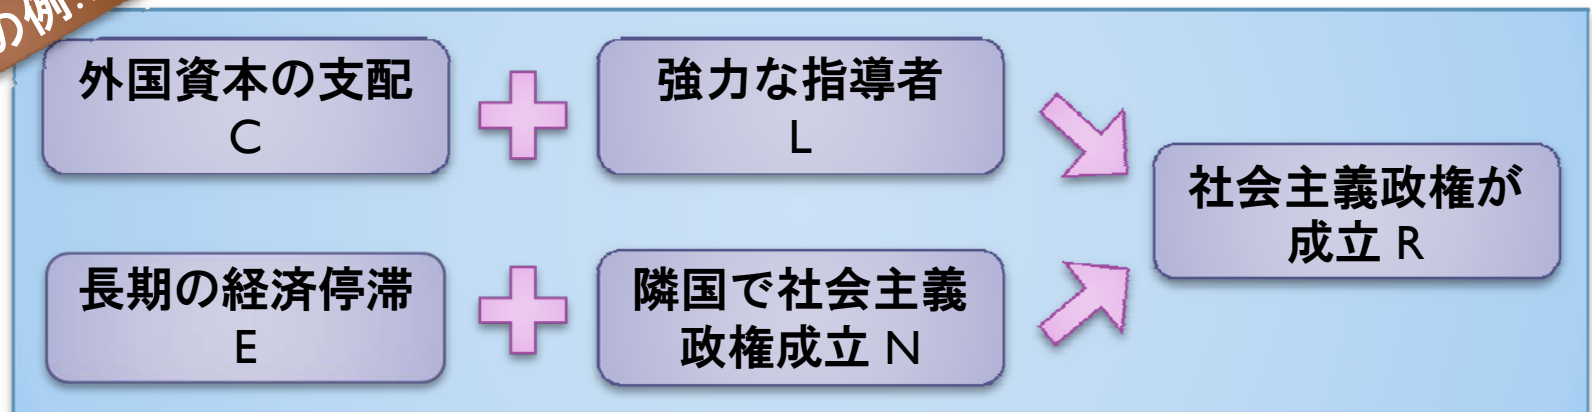 の例
外国資本の支配
C
強力な指導者
L
社会主義政権が
成立 R
長期の経済停滞
E
隣国で社会主義
政権成立 N